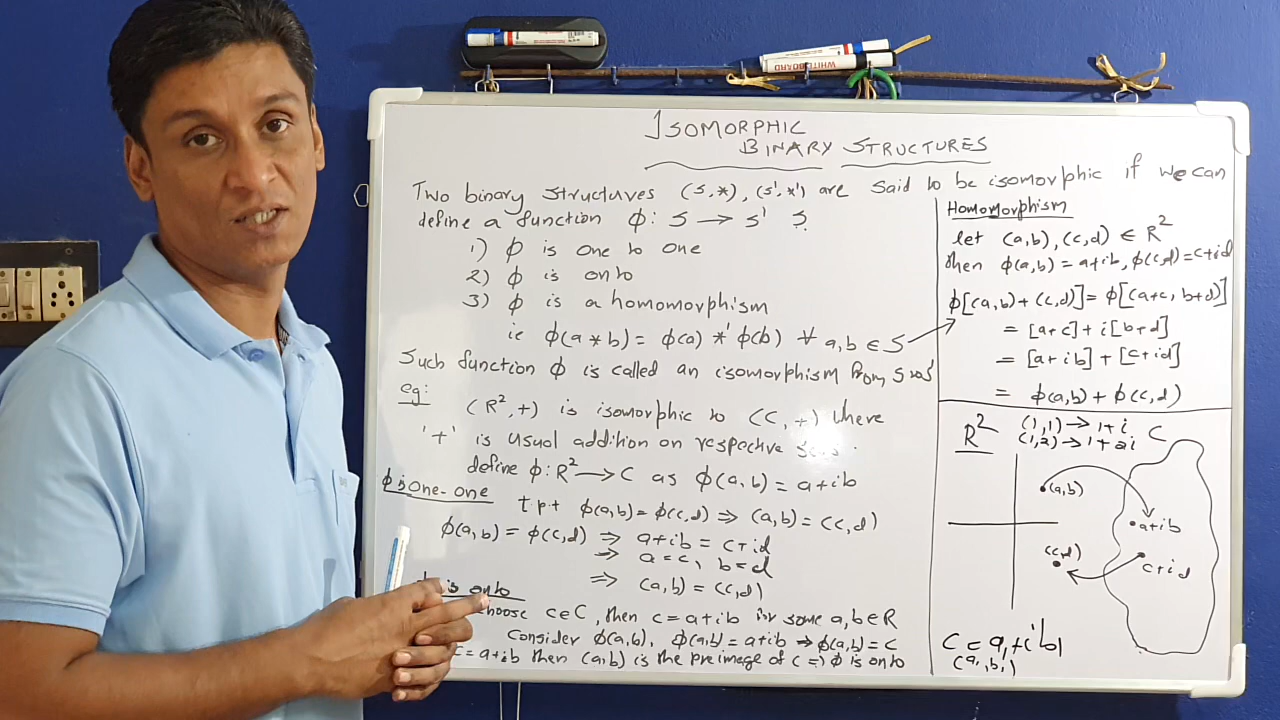 WHITEBOARD
ISOMORPHIC
BINARY STRUCTURES
Two binary structures (S,*), (S',*') are said to be isomorphic if we can
define a function ϕ: S → S' ∋.
1) ϕ is one to one
2) ϕ is onto
3) ϕ is a homomorphism
ie ϕ(a*b) = ϕ(a) *' ϕ(b) ∀ a,b ∈ S
Such function ϕ is called an isomorphism from S to S'
eg:
(R², +) is isomorphic to (C, +) where
'+' is usual addition on respective
define ϕ: R² → C as ϕ(a,b) = a+ib
ϕ is one-one
t.p.t ϕ(a,b) = ϕ(c,d) ⇒ (a,b) = (c,d)
ϕ(a,b) = ϕ(c,d) ⇒ a+ib = c+id
⇒ a=c, b=d
⇒ (a,b) = (c,d)
is onto
choose c∈C, then c = a+ib for some a,b∈R
Consider ϕ(a,b), ϕ(a,b) = a+ib ⇒ ϕ(a,b) = c
c = a+ib then (a,b) is the preimage of c ⇒ ϕ is onto
Homomorphism
let (a,b), (c,d) ∈ R²
then ϕ(a,b) = a+ib, ϕ(c,d) = c+id
ϕ[(a,b)+(c,d)] = ϕ[(a+c, b+d)]
= [a+c] + i[b+d]
= [a+ib] + [c+id]
= ϕ(a,b) + ϕ(c,d)
R² (1,1) → 1+i C
(1,2) → 1+2i
(a,b)
a+ib
(c,d)
c+id
C = a₁+ib₁
(a₁,b₁)